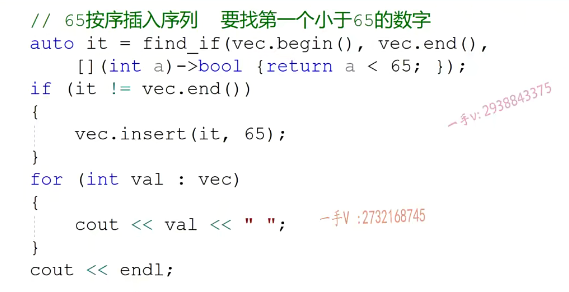 // 65按序插入序列  要找第一个小于65的数字
auto it = find_if(vec.begin(), vec.end(),
    [](int a)->bool {return a < 65; });
if (it != vec.end())
{
    vec.insert(it, 65);
}
for (int val : vec)
{
    cout << val << " ";
}
cout << endl;
一手v: 2938843375
一手V :2732168745